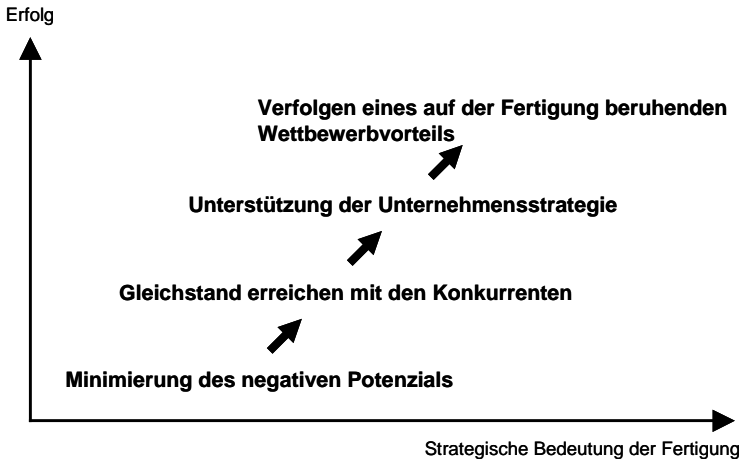 Erfolg
Verfolgen eines auf der Fertigung beruhenden
Wettbewerbvorteils
Unterstützung der Unternehmensstrategie
Gleichstand erreichen mit den Konkurrenten
Minimierung des negativen Potenzials
Strategische Bedeutung der Fertigung